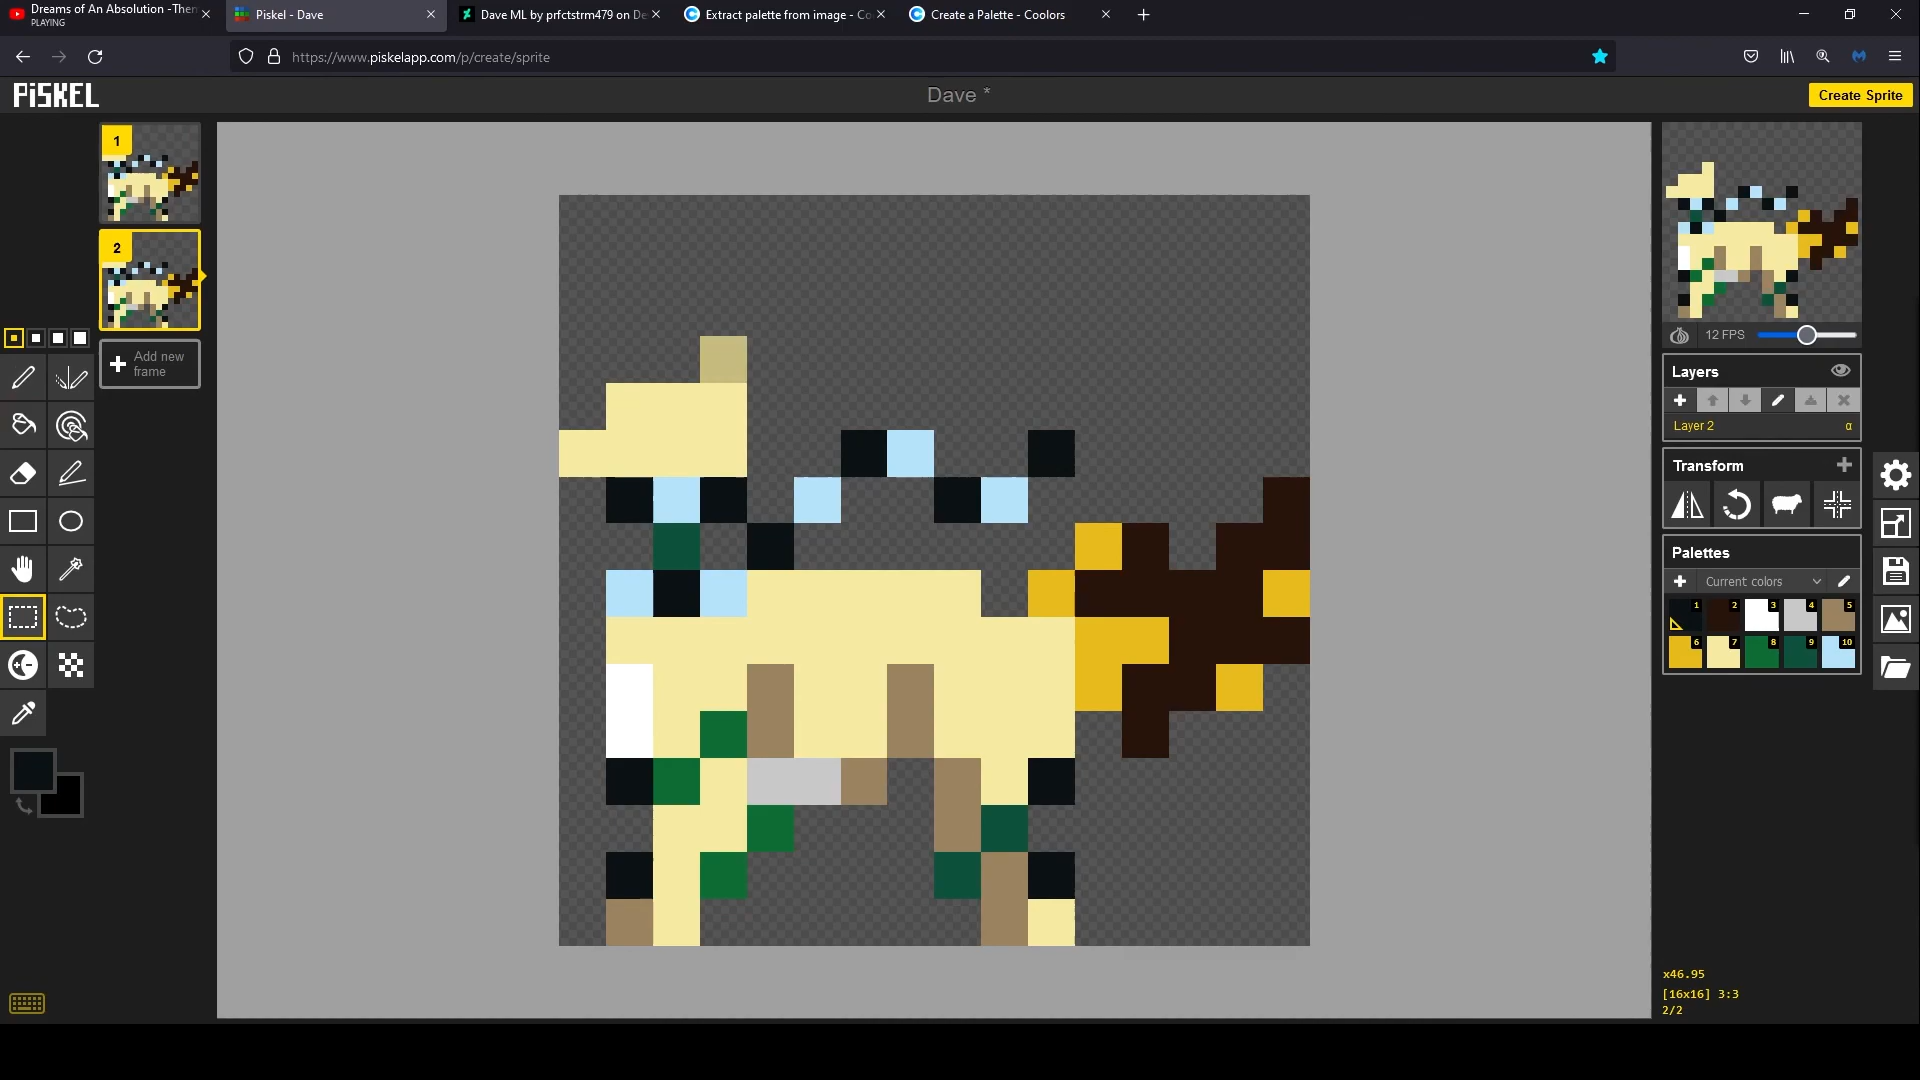 Dreams of An Absolution -Then
PLAYING
Piskel - Dave
Dave ML by prfctstrm479 on De
Extract palette from image - Co
Create a Palette - Coolors
https://www.piskelapp.com/p/create/sprite
PiSKEL
Dave *
Create Sprite
1
2
Add new
frame
12 FPS
Layers
Layer 2
α
Transform
Palettes
Current colors
1 2 3 4 5
6 7 8 9 10
x46.95
[16x16] 3:3
2/2